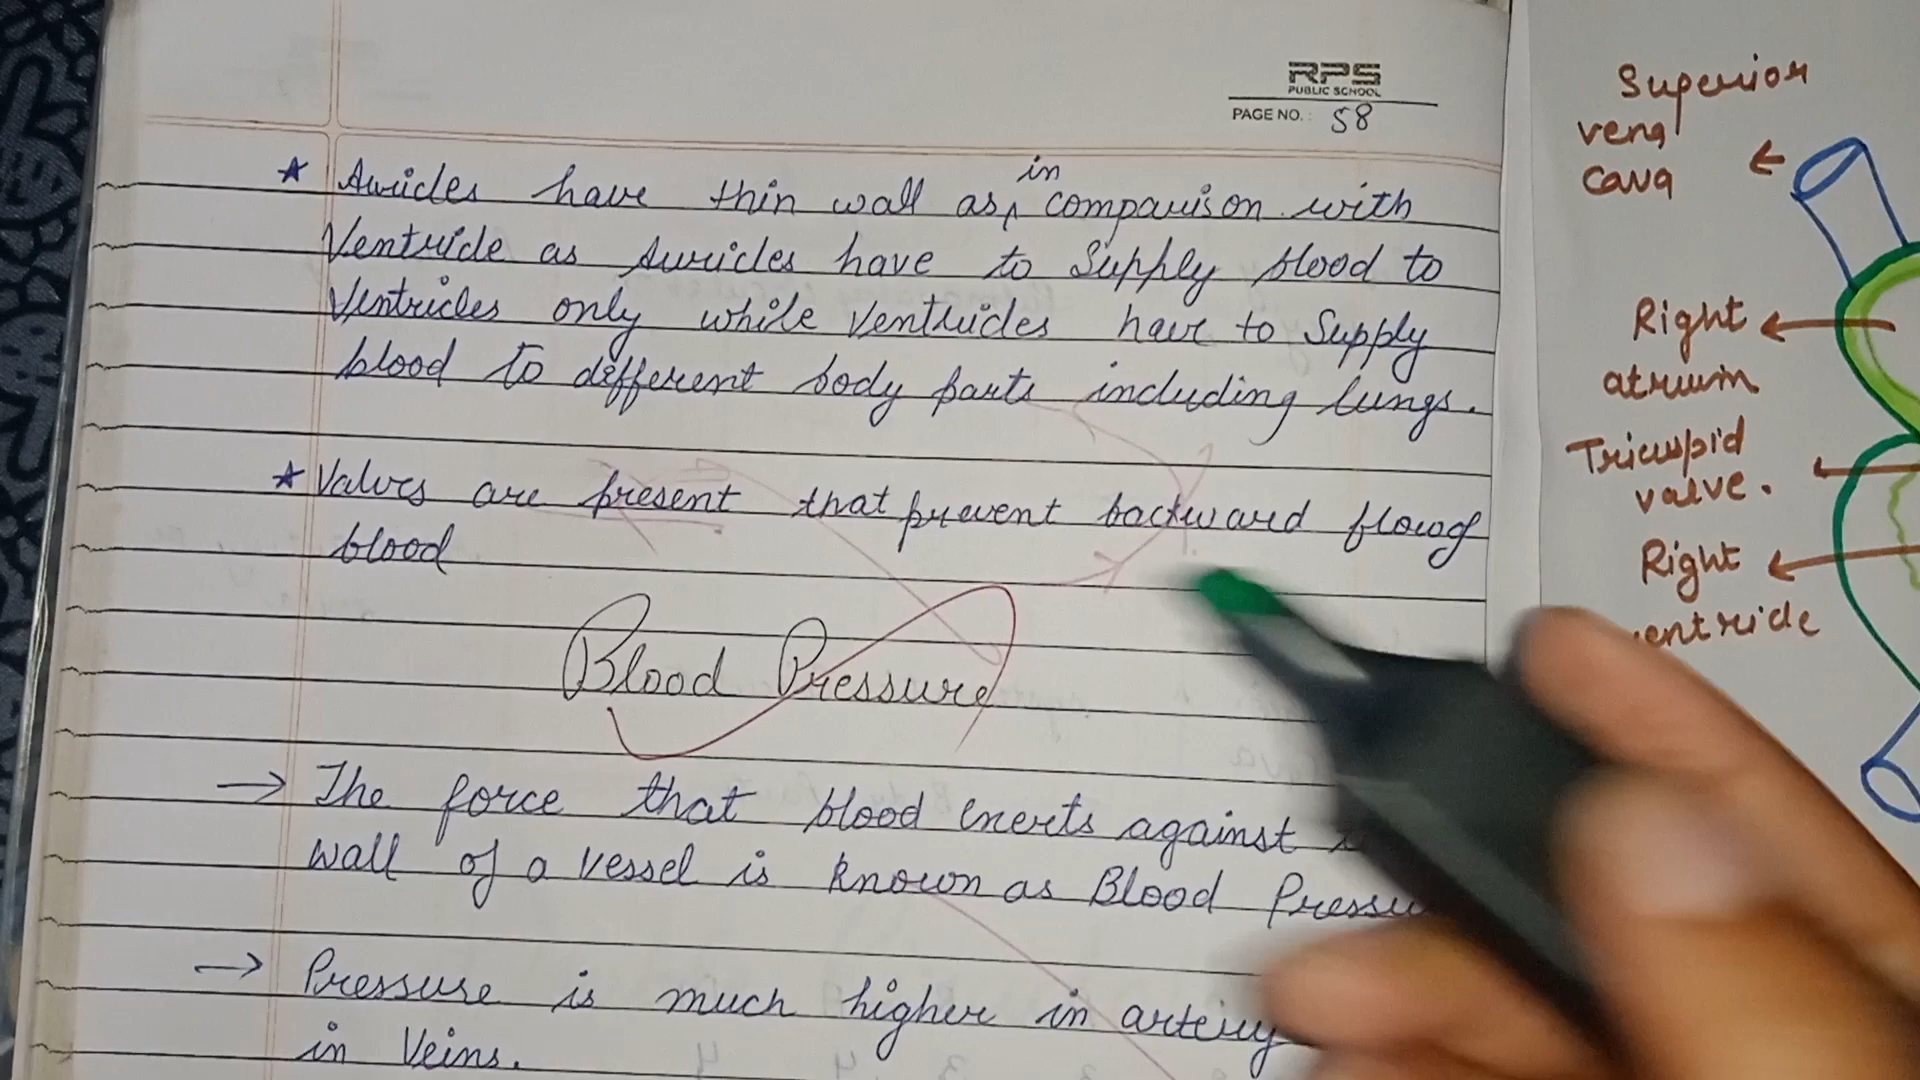 RPS
PUBLIC SCHOOL
PAGE NO.: 58
★ Auricles have thin wall as in comparison with
Ventricle as Auricles have to Supply blood to
Ventricles only while Ventricles have to Supply
blood to different body parts including lungs.
★ Valves are present that prevent backward flow of
blood
Blood Pressure
→ The force that blood exerts against
wall of a vessel is known as Blood Pressu
→ Pressure is much higher in artery
in Veins.
Superior
vena
cava ←
Right ←
atrium
Tricuspid
valve. ←
Right ←
entricle